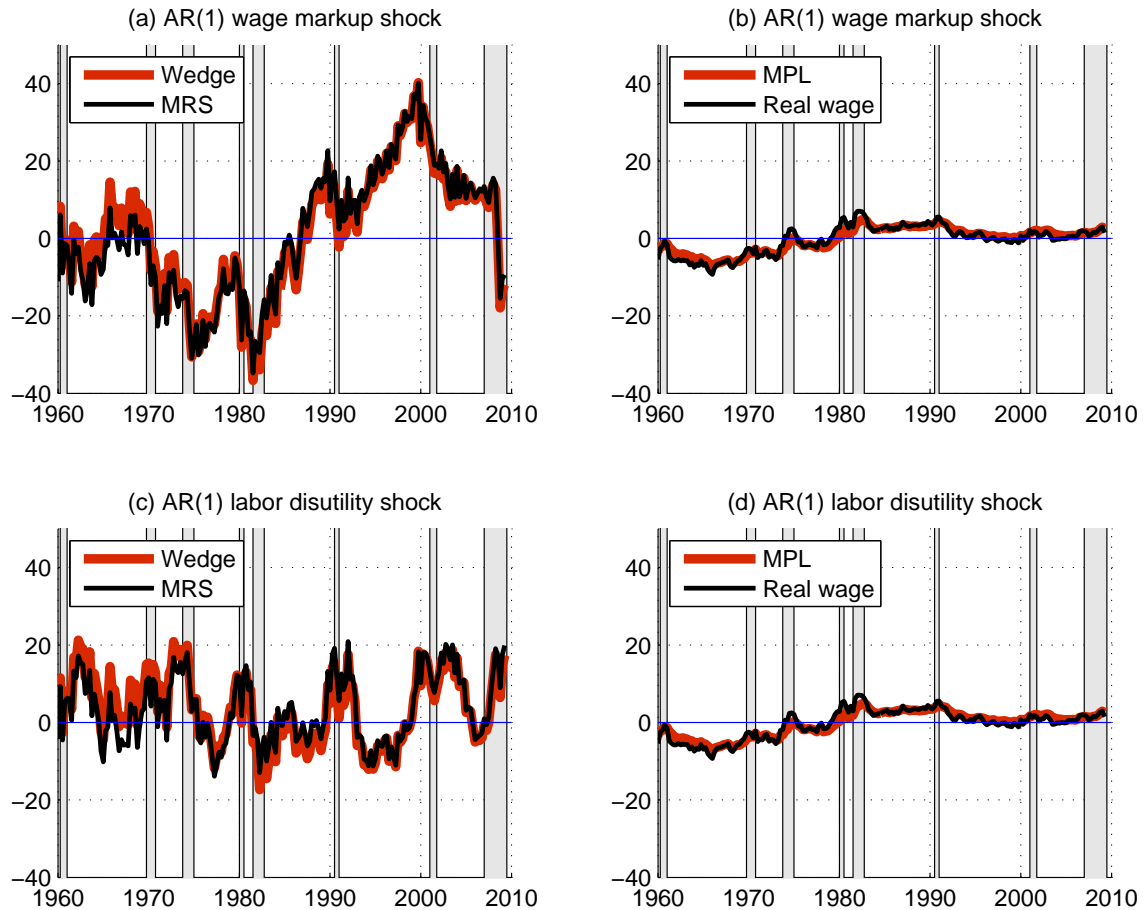 (a) AR(1) wage markup shock
(b) AR(1) wage markup shock
Wedge
MRS
MPL
Real wage
40
20
0
−20
−40
1960 1970 1980 1990 2000 2010
40
20
0
−20
−40
1960 1970 1980 1990 2000 2010
(c) AR(1) labor disutility shock
(d) AR(1) labor disutility shock
Wedge
MRS
MPL
Real wage
40
20
0
−20
−40
1960 1970 1980 1990 2000 2010
40
20
0
−20
−40
1960 1970 1980 1990 2000 2010